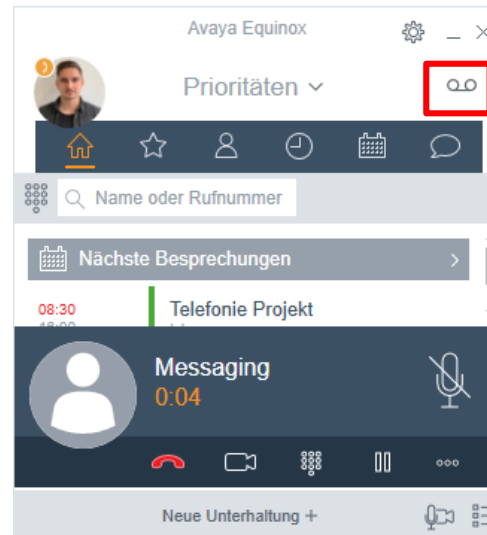 Avaya Equinox
Prioritäten
Name oder Rufnummer
Nächste Besprechungen
08:30
Telefonie Projekt
Messaging
0:04
Neue Unterhaltung +